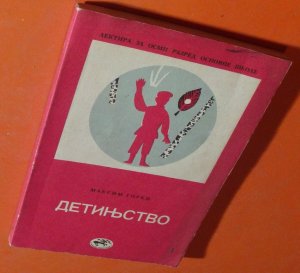 ЛЕКТИРА ЗА ОСМИ РАЗРЕД ОСНОВНЕ ШКОЛЕ
МАКСИМ ГОРКИ
ДЕТИЊСТВО